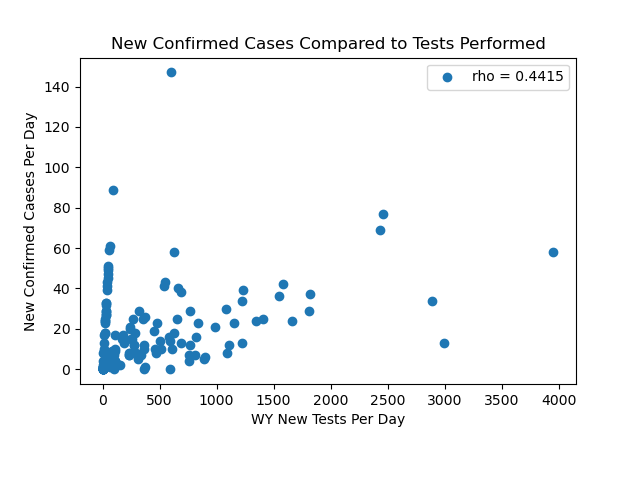 New Confirmed Cases Compared to Tests Performed
rho = 0.4415
New Confirmed Caeses Per Day
140
120
100
80
60
40
20
0
0 500 1000 1500 2000 2500 3000 3500 4000
WY New Tests Per Day